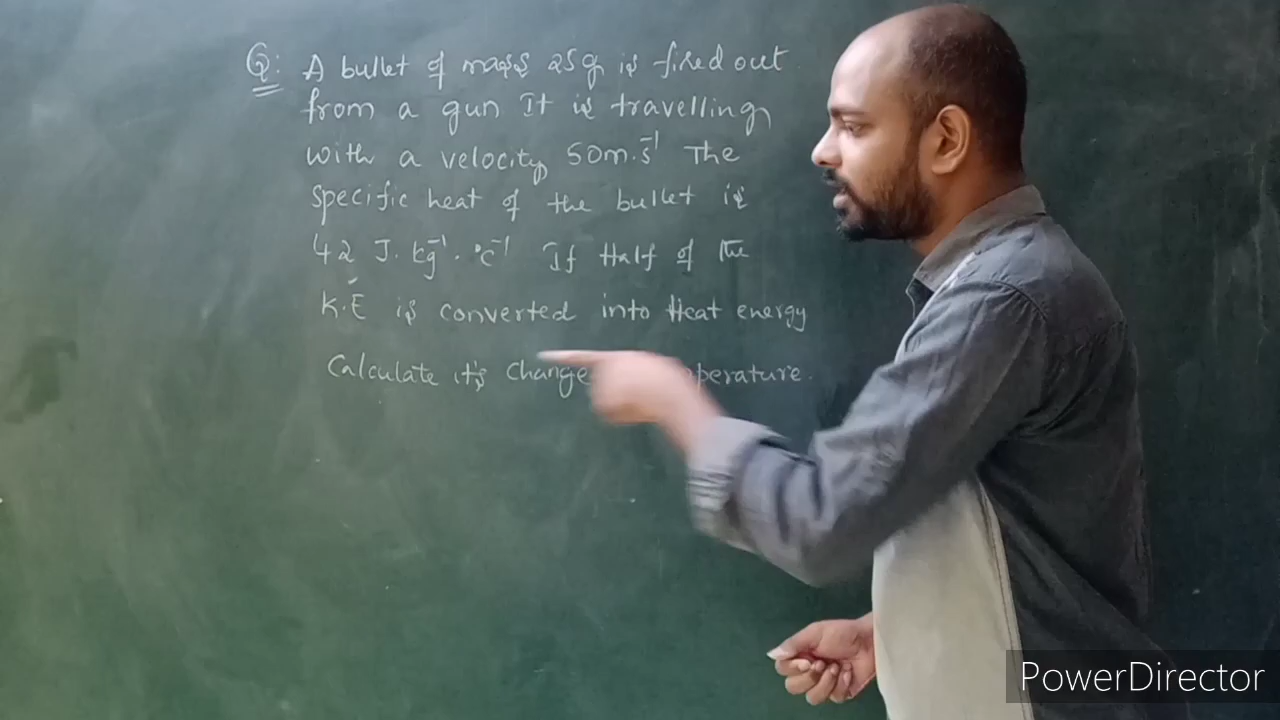 Q: A bullet of mass 25g is fired out
from a gun It is travelling
with a velocity 50m.s⁻¹ The
specific heat of the bullet is
42 J.kg⁻¹.°c⁻¹ If Half of the
K.E is converted into Heat energy
Calculate it's change
PowerDirector